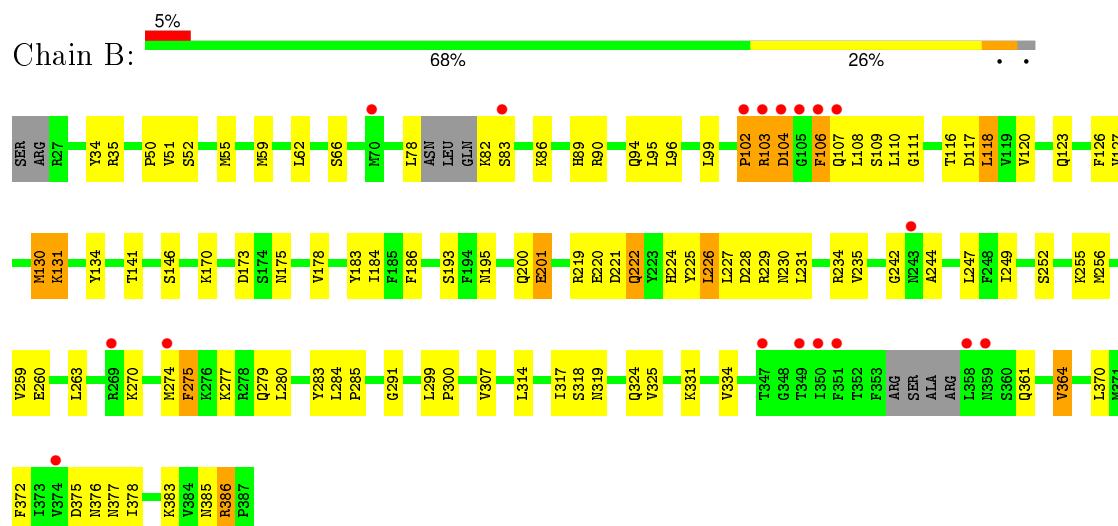 5%
Chain B:
68% 26% • •
SER ARG R27 Y34 R35 P50 V51 S52 M55 M59 L62 S66 M70 L78 ASN LEU GLN K82 S83 K86 H89 R90 Q94 L95 L96 L99 P102 R103 D104 G105 F106 Q107 L108 S109 L110 G111 T116 D117 L118 V119 V120 Q123 F126 V127
M130 K131 Y134 T141 S146 K170 D173 S174 N175 V178 Y183 I184 F185 F186 S193 F194 N195 Q200 E201 R219 E220 D221 Q222 Y223 H224 Y225 L226 L227 D228 R229 N230 L231 R234 V235 G242 N243 A244 L247 F248 I249 S252 K255 M256
V259 E260 L263 R269 K270 M274 F275 K276 K277 R278 Q279 L280 Y283 L284 P285 G291 L299 P300 V307 L314 I317 S318 N319 Q324 V325 K331 V334 T347 G348 T349 I350 F351 T352 F353 ARG SER ALA ARG L358 N359 S360 Q361 V364 L370 M371
F372 I373 V374 D375 N376 N377 I378 K383 V384 N385 R386 P387